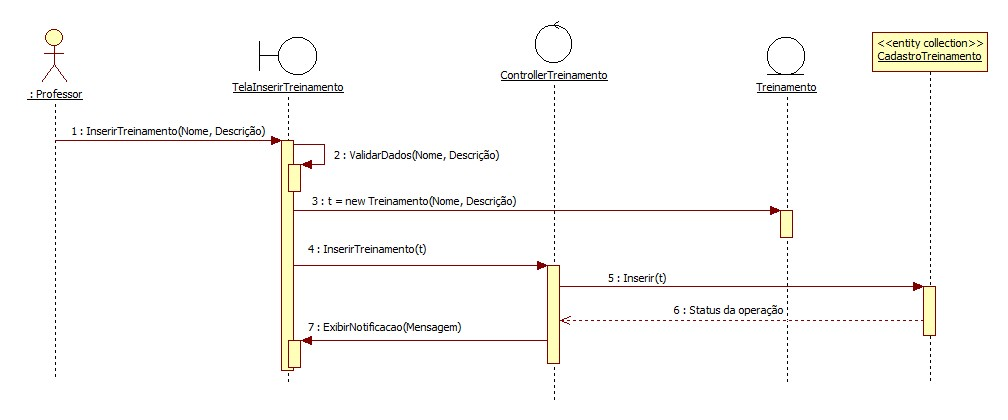 <<entity collection>>
CadastroTreinamento
ControllerTreinamento
: Professor
TelaInserirTreinamento
Treinamento
1 : InserirTreinamento(Nome, Descrição)
2 : ValidarDados(Nome, Descrição)
3 : t = new Treinamento(Nome, Descrição)
4 : InserirTreinamento(t)
5 : Inserir(t)
6 : Status da operação
7 : ExibirNotificacao(Mensagem)